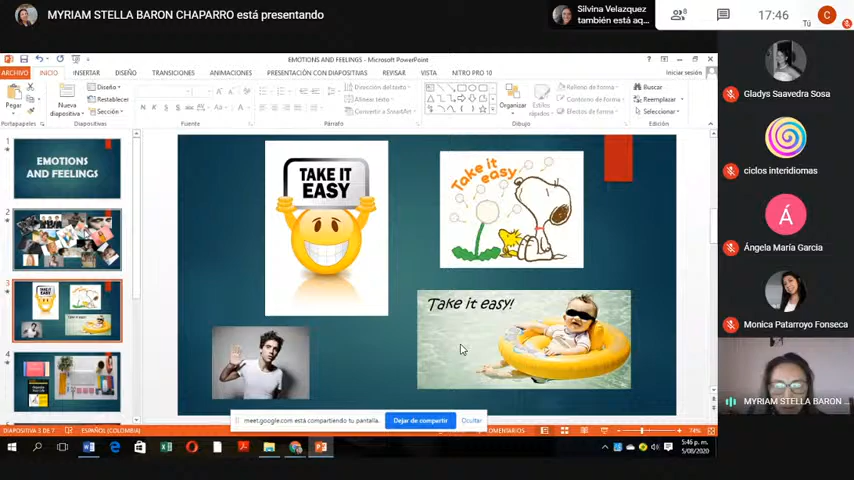 MYRIAM STELLA BARON CHAPARRO está presentando
Silvina Velazquez
también está aq...
8
17:46
Tú
C
EMOTIONS AND FEELINGS - Microsoft PowerPoint
ARCHIVO INICIO INSERTAR DISEÑO TRANSICIONES ANIMACIONES PRESENTACIÓN CON DIAPOSITIVAS REVISAR VISTA NITRO PRO 10
Iniciar sesión
Pegar
Nueva
diapositiva
Diseño
Restablecer
Sección
Dirección del texto
Alinear texto
Convertir a SmartArt
Organizar
Estilos
rápidos
Relleno de forma
Contorno de forma
Efectos de forma
Buscar
Reemplazar
Seleccionar
Portapapeles
Diapositivas
Fuente
Párrafo
Dibujo
Edición
1
EMOTIONS
AND FEELINGS
2
3
4
TAKE IT
EASY
Take it
easy
Take it easy!
meet.google.com está compartiendo tu pantalla.
Dejar de compartir
Ocultar
DIAPOSITIVA 3 DE 7
ESPAÑOL (COLOMBIA)
74%
5:46 p. m.
5/08/2020
Gladys Saavedra Sosa
ciclos interidiomas
Á
Ángela María García
Monica Patarroyo Fonseca
MYRIAM STELLA BARON ...